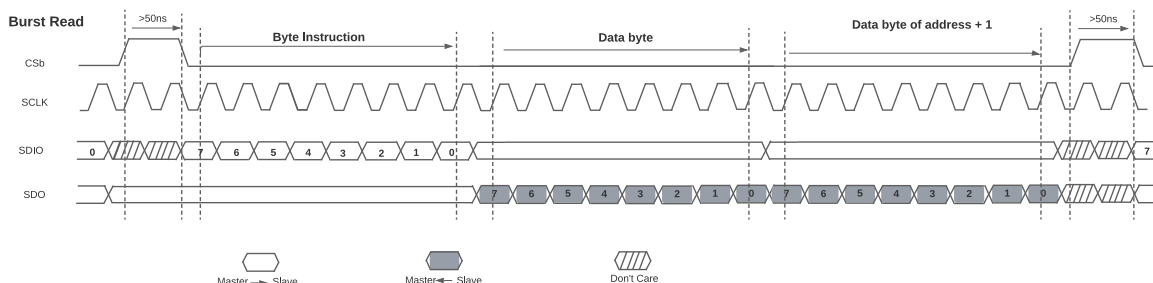 Burst Read
>50ns
Byte Instruction
Data byte
Data byte of address + 1
>50ns
CSb
SCLK
SDIO
0 7 6 5 4 3 2 1 0 7
SDO
7 6 5 4 3 2 1 0 7 6 5 4 3 2 1 0
Master Slave
Master Slave
Don't Care